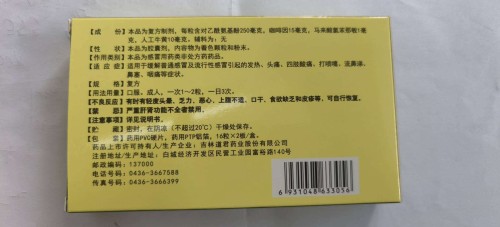 【成　　份】本品为复方制剂，每粒含对乙酰氨基酚250毫克，咖啡因15毫克，马来酸氯苯那敏1毫
克，人工牛黄10毫克。辅料为：无
【性　　状】本品为胶囊剂，内容物为着色颗粒和粉末。
【作用类别】本品为感冒用药类非处方药药品。
【适 应 症】适用于缓解普通感冒及流行性感冒引起的发热、头痛、四肢酸痛、打喷嚏、流鼻涕、
鼻塞、咽痛等症状。
【规　　格】复方
【用法用量】口服。成人，一次1～2粒，一日3次。
【不良反应】有时有轻度头晕、乏力、恶心、上腹不适、口干、食欲缺乏和皮疹等，可自行恢复。
【禁　　忌】严重肝肾功能不全者禁用。
【注意事项】详见说明书。
【贮　　藏】密封，在阴凉（不超过20℃）干燥处保存。
【包　　装】药用PVC硬片，药用PTP铝箔，16粒×2板/盒。
药品上市许可持有人/生产企业：吉林道君药业股份有限公司
注册地址/生产地址：白城经济开发区民营工业园富裕路140号
邮政编码：137000
电话号码：0436-3667588
传真号码：0436-3666399
6 931048 633056